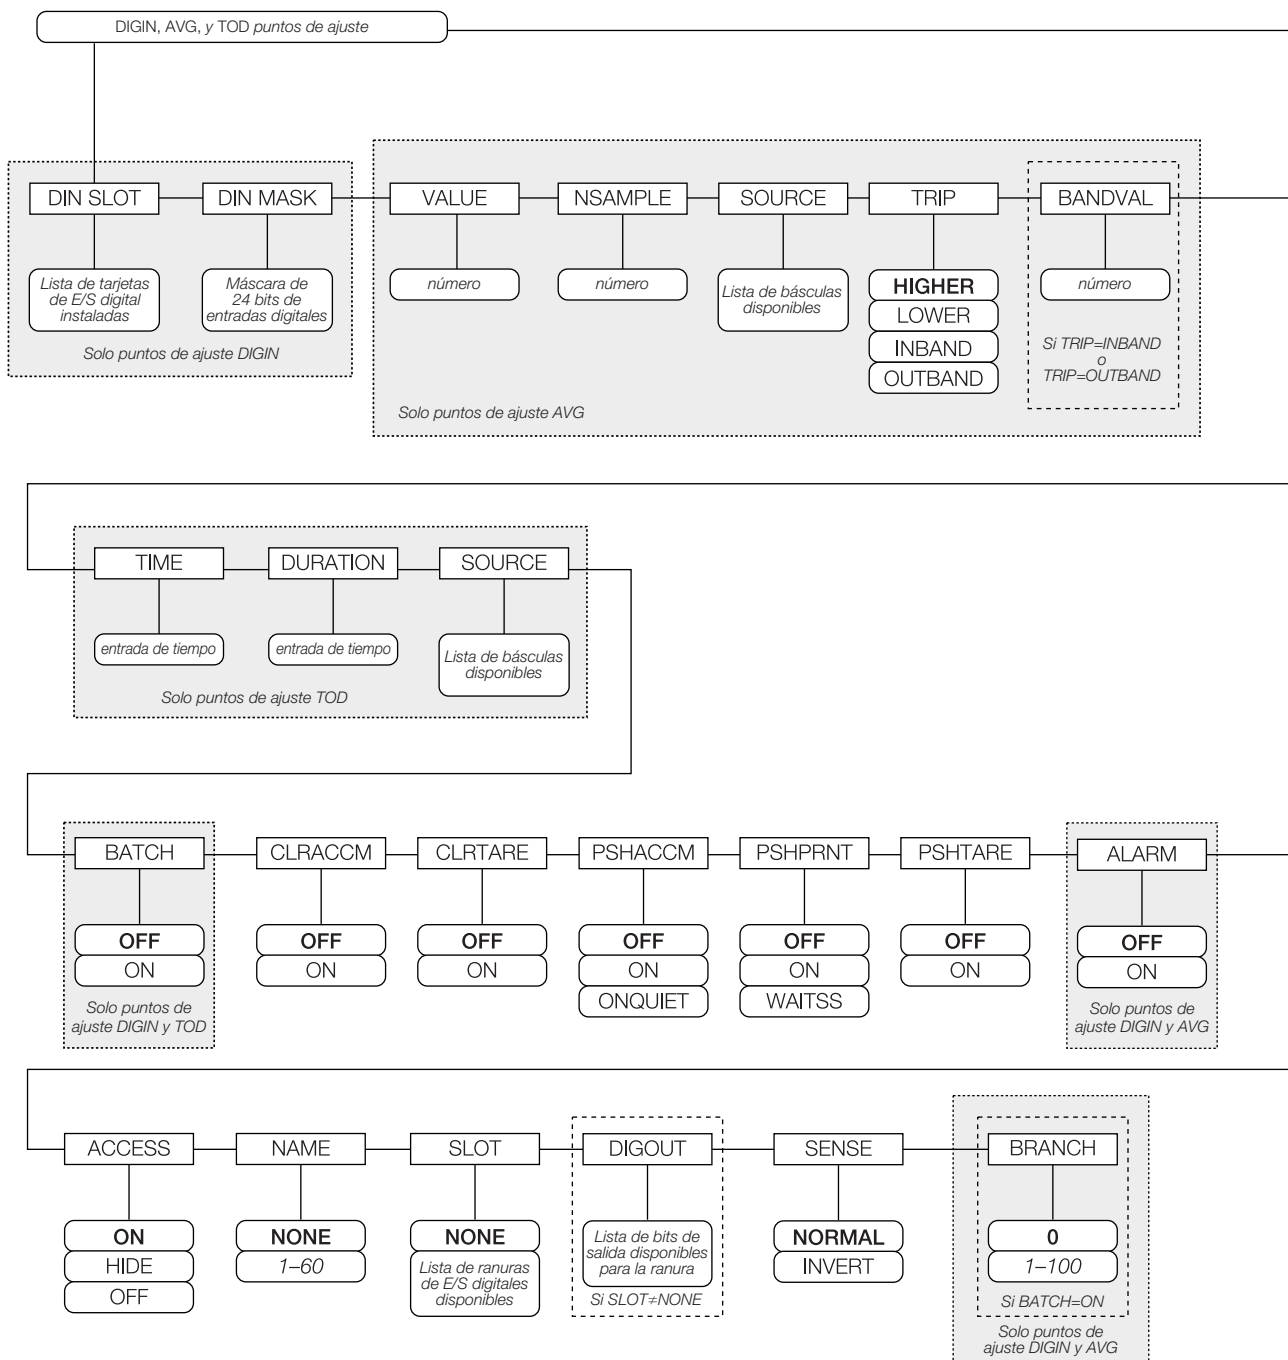 DIGIN, AVG, y TOD puntos de ajuste
DIN SLOT
DIN MASK
VALUE
NSAMPLE
SOURCE
TRIP
BANDVAL
Lista de tarjetas
de E/S digital
instaladas
Máscara de
24 bits de
entradas digitales
número
número
Lista de básculas
disponibles
HIGHER
LOWER
INBAND
OUTBAND
número
Si TRIP=INBAND
o
TRIP=OUTBAND
Solo puntos de ajuste DIGIN
Solo puntos de ajuste AVG
TIME
DURATION
SOURCE
entrada de tiempo
entrada de tiempo
Lista de básculas
disponibles
Solo puntos de ajuste TOD
BATCH
CLRACCM
CLRTARE
PSHACCM
PSHPRNT
PSHTARE
ALARM
OFF
ON
OFF
ON
OFF
ON
OFF
ON
ONQUIET
OFF
ON
WAITSS
OFF
ON
OFF
ON
Solo puntos de
ajuste DIGIN y TOD
Solo puntos de
ajuste DIGIN y AVG
ACCESS
NAME
SLOT
DIGOUT
SENSE
BRANCH
ON
HIDE
OFF
NONE
1–60
NONE
Lista de ranuras
de E/S digitales
disponibles
Lista de bits de
salida disponibles
para la ranura
Si SLOT≠NONE
NORMAL
INVERT
0
1–100
Si BATCH=ON
Solo puntos de
ajuste DIGIN y AVG